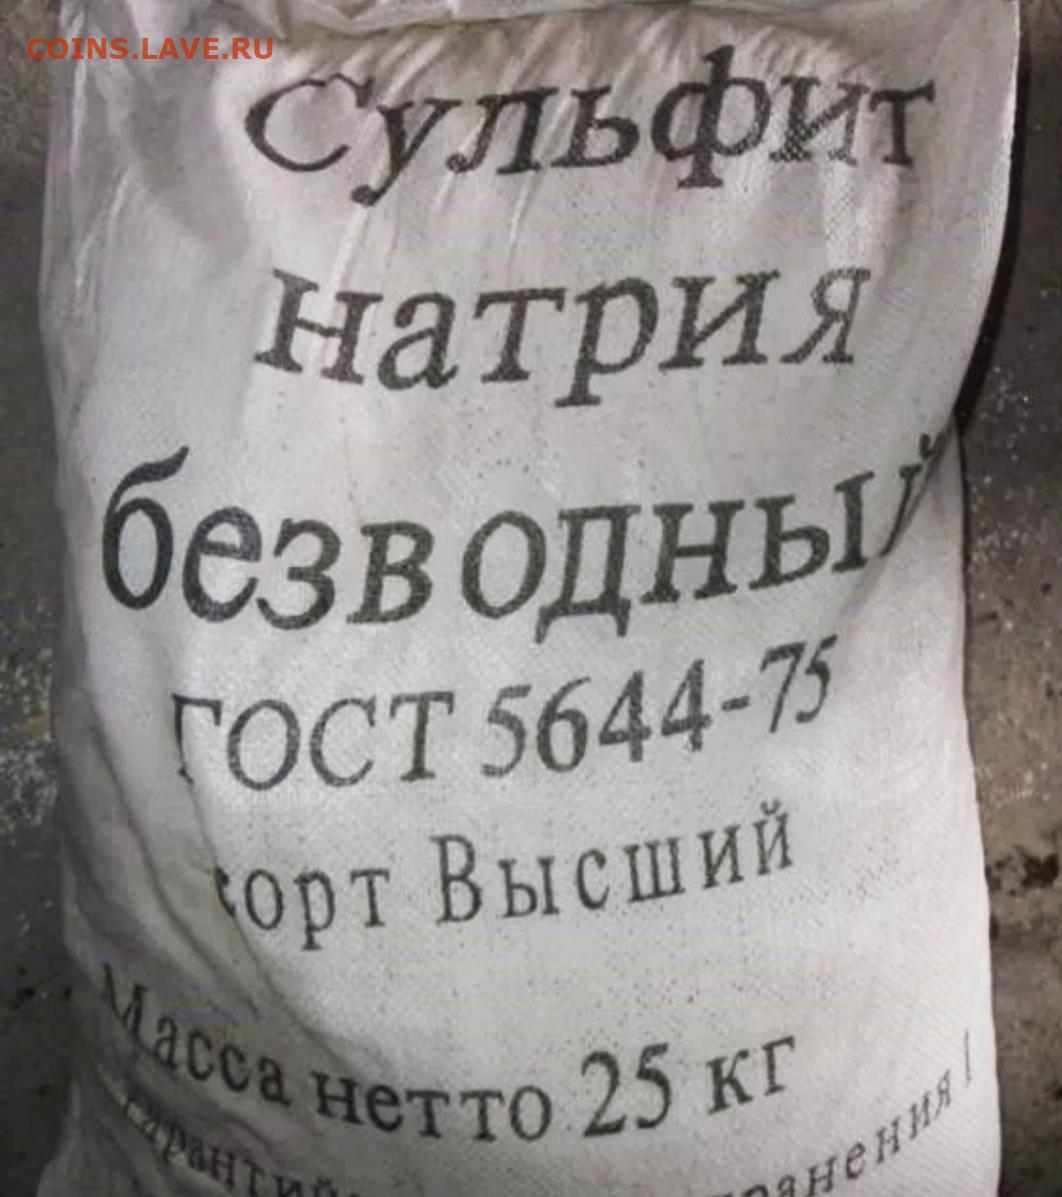 COINS.LAVE.RU
Сульфит
натрия
безводный
ГОСТ 5644-75
сорт Высший
Масса нетто 25 кг